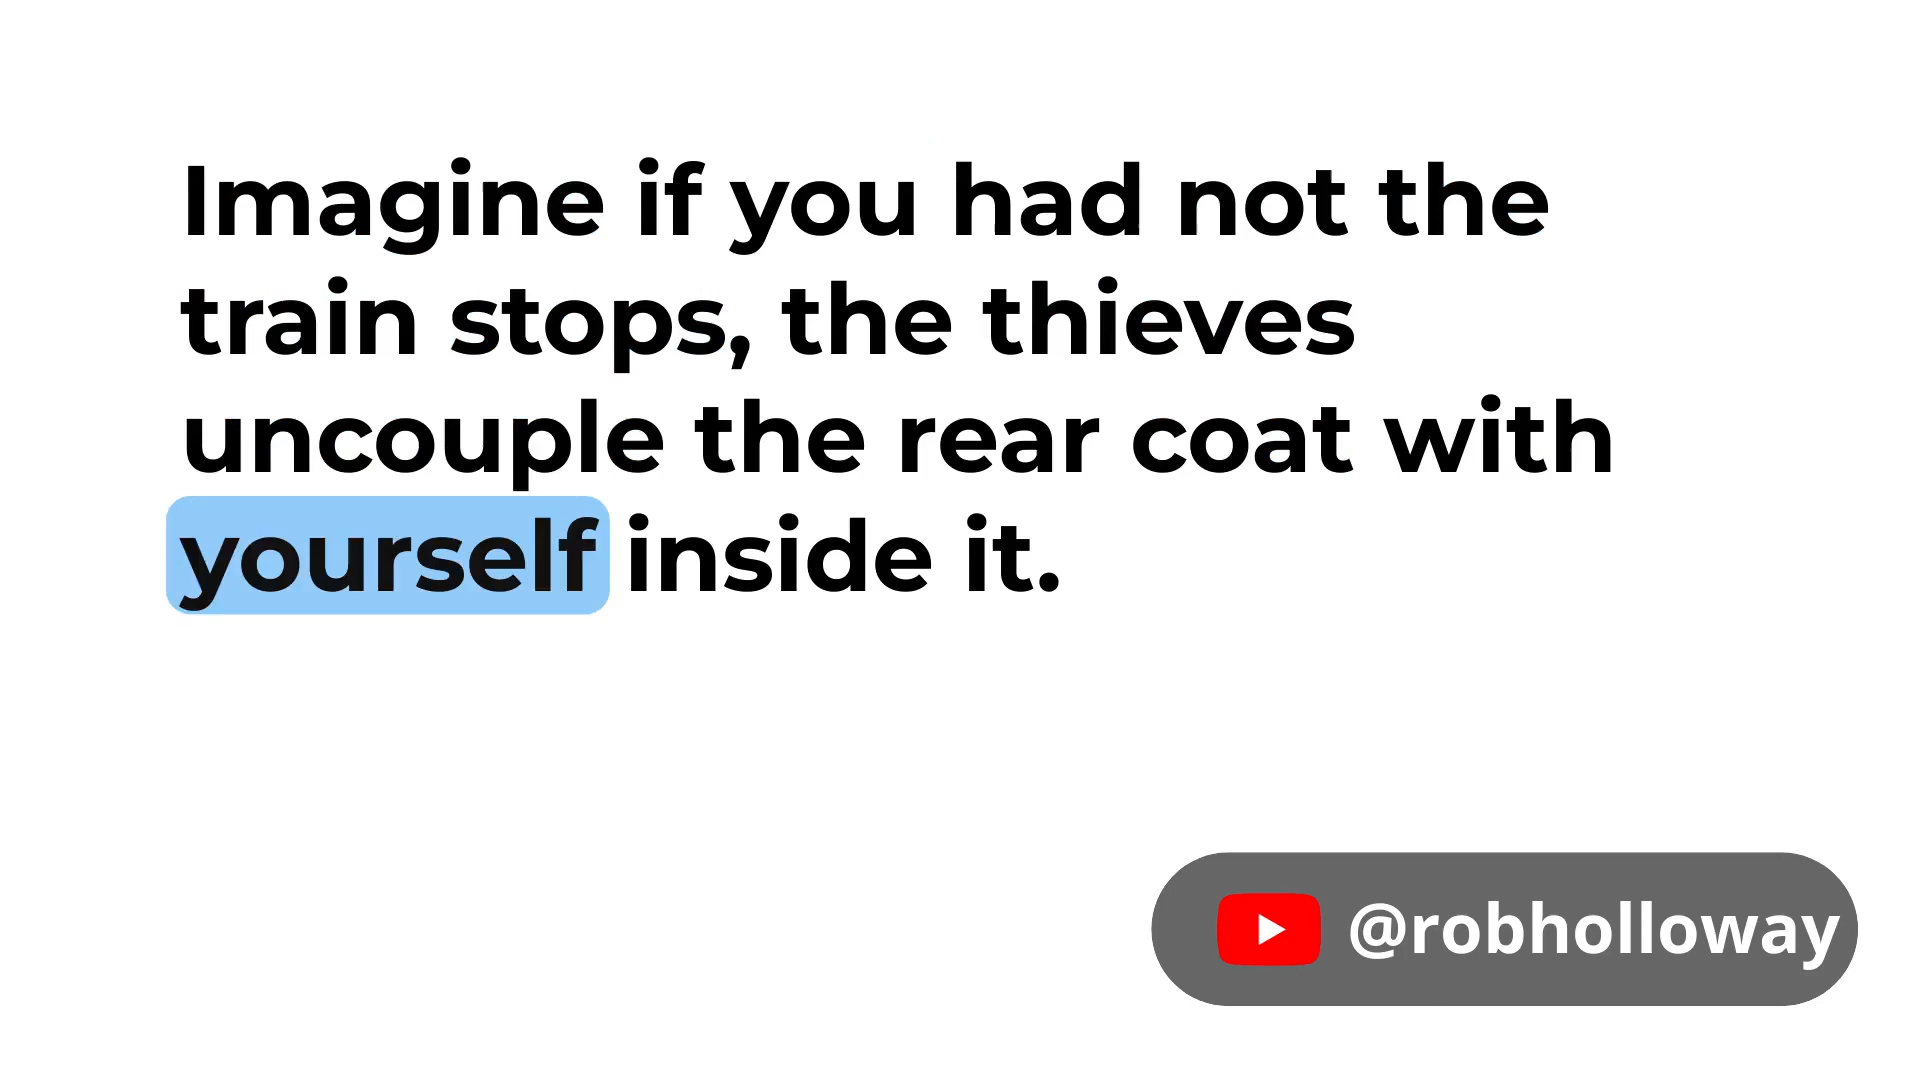 Imagine if you had not the
train stops, the thieves
uncouple the rear coat with
yourself inside it.
@robholloway